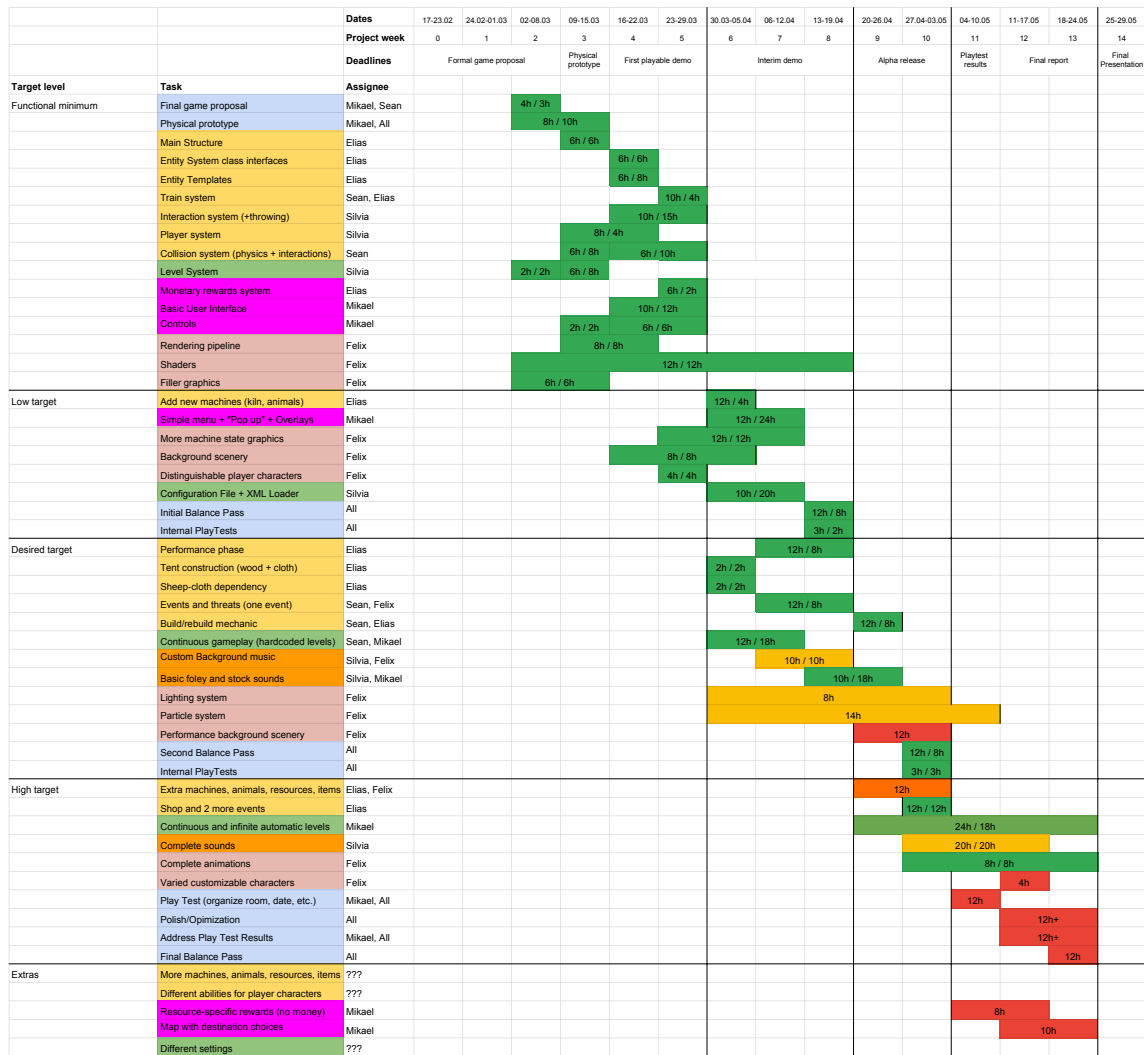 Dates 17-23.02 24.02-01.03 02-08.03 09-15.03 16-22.03 23-29.03 30.03-05.04 06-12.04 13-19.04 20-26.04 27.04-03.05 04-10.05 11-17.05 18-24.05 25-29.05
Project week 0 1 2 3 4 5 6 7 8 9 10 11 12 13 14
Deadlines Formal game proposal Physical prototype First playable demo Interim demo Alpha release Playtest results Final report Final Presentation
Target level Task Assignee
Functional minimum Final game proposal Mikael, Sean 4h / 3h
Physical prototype Mikael, All 8h / 10h
Main Structure Elias 6h / 6h
Entity System class interfaces Elias 6h / 6h
Entity Templates Elias 6h / 8h
Train system Sean, Elias 10h / 4h
Interaction system (+throwing) Silvia 10h / 15h
Player system Silvia 8h / 4h
Collision system (physics + interactions) Sean 6h / 8h 6h / 10h
Level System Silvia 2h / 2h 6h / 8h
Monetary rewards system Elias 6h / 2h
Basic User Interface Mikael 10h / 12h
Controls Mikael 2h / 2h 6h / 6h
Rendering pipeline Felix 8h / 8h
Shaders Felix 12h / 12h
Filler graphics Felix 6h / 6h
Low target Add new machines (kiln, animals) Elias 12h / 4h
Simple menu + "Pop up" + Overlays Mikael 12h / 24h
More machine state graphics Felix 12h / 12h
Background scenery Felix 8h / 8h
Distinguishable player characters Felix 4h / 4h
Configuration File + XML Loader Silvia 10h / 20h
Initial Balance Pass All 12h / 8h
Internal PlayTests All 3h / 2h
Desired target Performance phase Elias 12h / 8h
Tent construction (wood + cloth) Elias 2h / 2h
Sheep-cloth dependency Elias 2h / 2h
Events and threats (one event) Sean, Felix 12h / 8h
Build/rebuild mechanic Sean, Elias 12h / 8h
Continuous gameplay (hardcoded levels) Sean, Mikael 12h / 18h
Custom Background music Silvia, Felix 10h / 10h
Basic foley and stock sounds Silvia, Mikael 10h / 18h
Lighting system Felix 8h
Particle system Felix 14h
Performance background scenery Felix 12h
Second Balance Pass All 12h / 8h
Internal PlayTests All 3h / 3h
High target Extra machines, animals, resources, items Elias, Felix 12h
Shop and 2 more events Elias 12h / 12h
Continuous and infinite automatic levels Mikael 24h / 18h
Complete sounds Silvia 20h / 20h
Complete animations Felix 8h / 8h
Varied customizable characters Felix 4h
Play Test (organize room, date, etc.) Mikael, All 12h
Polish/Opimization All 12h+
Address Play Test Results Mikael, All 12h+
Final Balance Pass All 12h
Extras More machines, animals, resources, items ???
Different abilities for player characters ???
Resource-specific rewards (no money) Mikael 8h
Map with destination choices Mikael 10h
Different settings ???